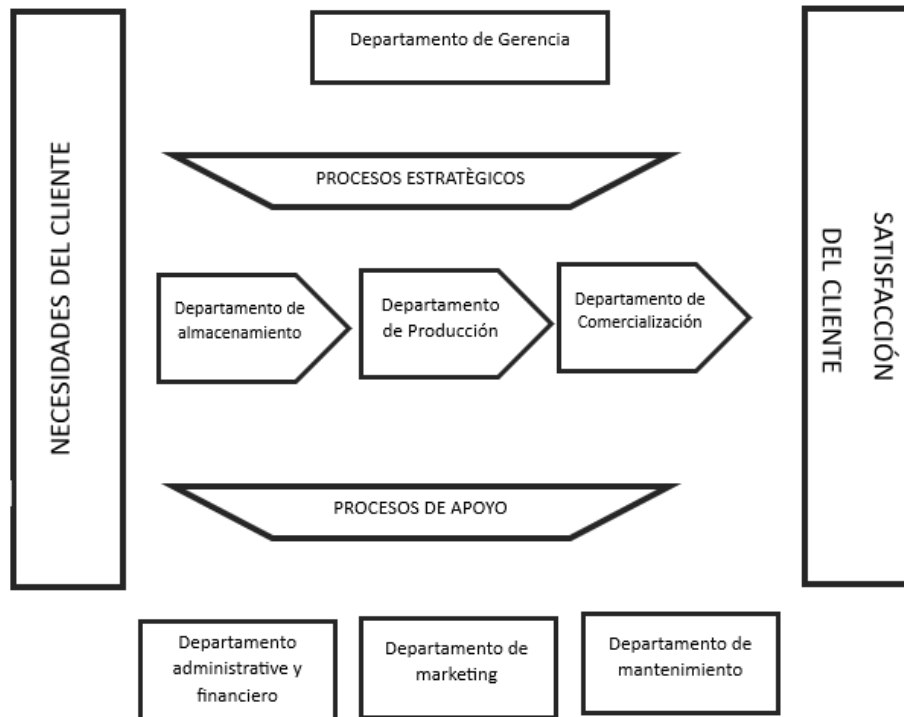 Departamento de Gerencia
NECESIDADES DEL CLIENTE
PROCESOS ESTRATÈGICOS
Departamento de
almacenamiento
Departamento
de Producción
Departamento de
Comercialización
SATISFACCIÓN
DEL CLIENTE
PROCESOS DE APOYO
Departamento
administrative y
financiero
Departamento de
marketing
Departamento de
mantenimiento